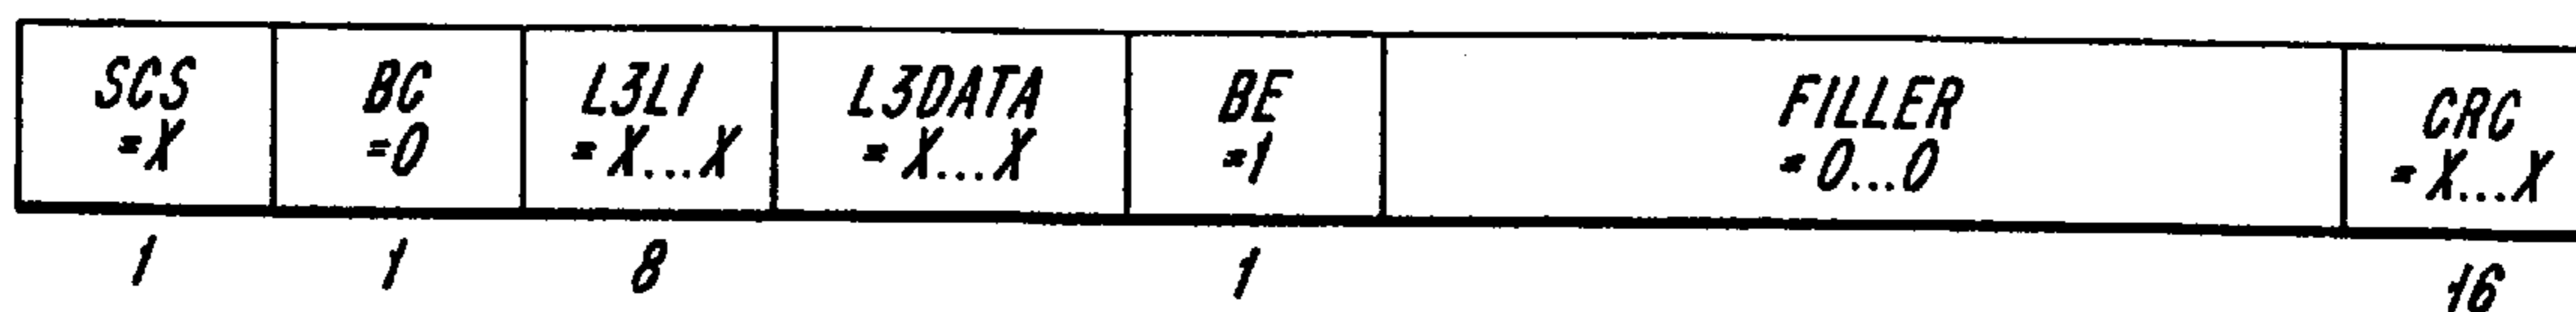 SCS BC L3LI L3DATA BE FILLER CRC
=X =0 =X...X =X...X =1 =0...0 =X...X
1 1 8 1 16